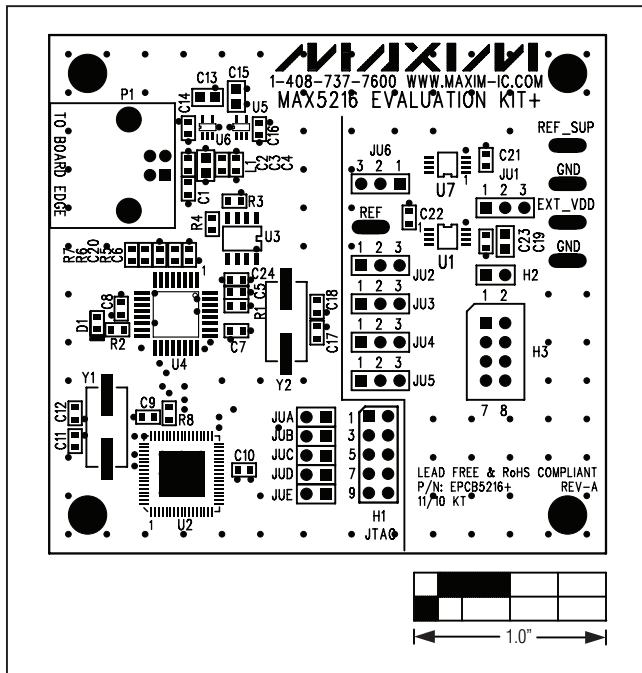 MAXIM
1-408-737-7600 WWW.MAXIM-IC.COM
MAX5216 EVALUATION KIT+
P1
TO BOARD EDGE
C14
C13
C15
U5
U6
C16
L1
C2
C3
C4
C1
R3
R4
U3
JU6
3 2 1
U7
1
C21
REF_SUP
GND
JU1
1 2 3
EXT_VDD
GND
REF
C22
U1
1
C23
C19
H2
1 2
R7
R6
C20
R5
C6
1
C24
C5
R1
C7
C8
D1
R2
U4
C18
C17
Y2
1 2 3
JU2
1 2 3
JU3
1 2 3
JU4
1 2 3
JU5
H3
7 8
Y1
C12
C11
C9
R8
C10
1 U2
JUA
JUB
JUC
JUD
JUE
1
3
5
7
9
H1
JTAG
LEAD FREE & RoHS COMPLIANT
P/N: EPCB5216+ REV-A
11/10 KT
1.0"